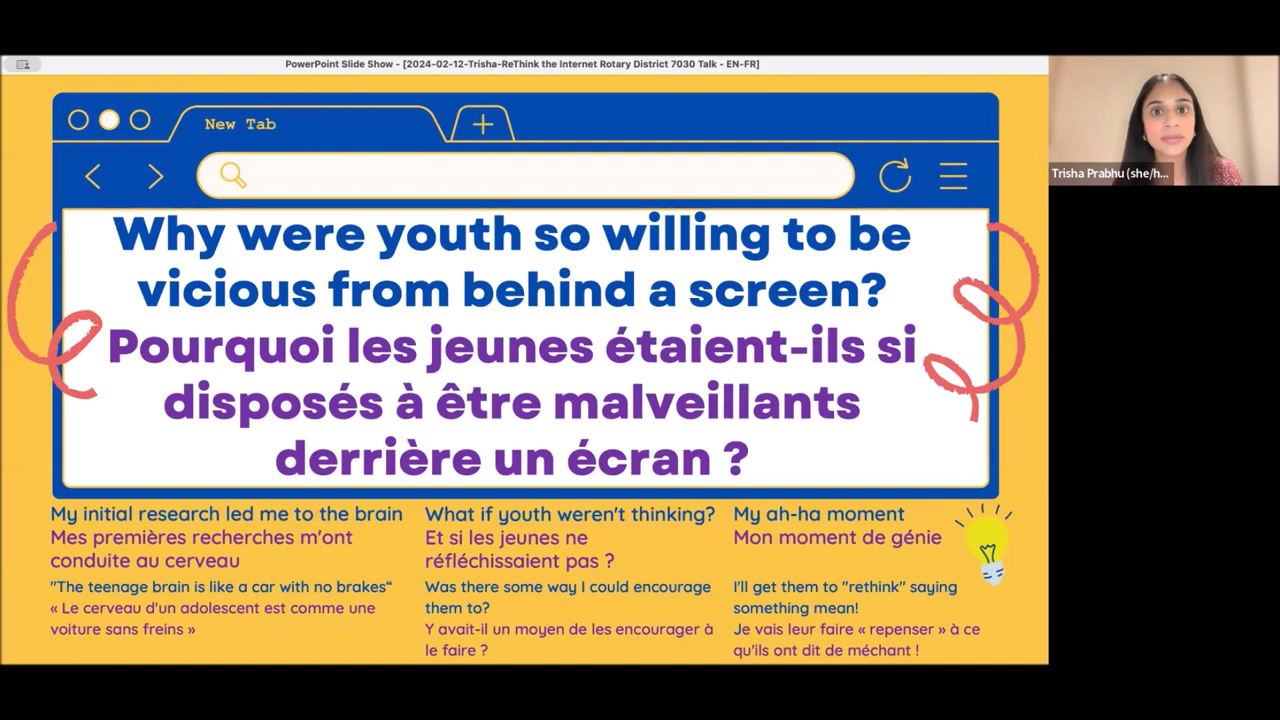 PowerPoint Slide Show - [2024-02-12-Trisha-ReThink the Internet Rotary District 7030 Talk - EN-FR]
New Tab
Why were youth so willing to be
vicious from behind a screen?
Pourquoi les jeunes étaient-ils si
disposés à être malveillants
derrière un écran ?
My initial research led me to the brain
Mes premières recherches m'ont
conduite au cerveau
"The teenage brain is like a car with no brakes“
« Le cerveau d'un adolescent est comme une
voiture sans freins »
What if youth weren't thinking?
Et si les jeunes ne
réfléchissaient pas ?
Was there some way I could encourage
them to?
Y avait-il un moyen de les encourager à
le faire ?
My ah-ha moment
Mon moment de génie
I'll get them to "rethink" saying
something mean!
Je vais leur faire « repenser » à ce
qu'ils ont dit de méchant !
Trisha Prabhu (she/h...